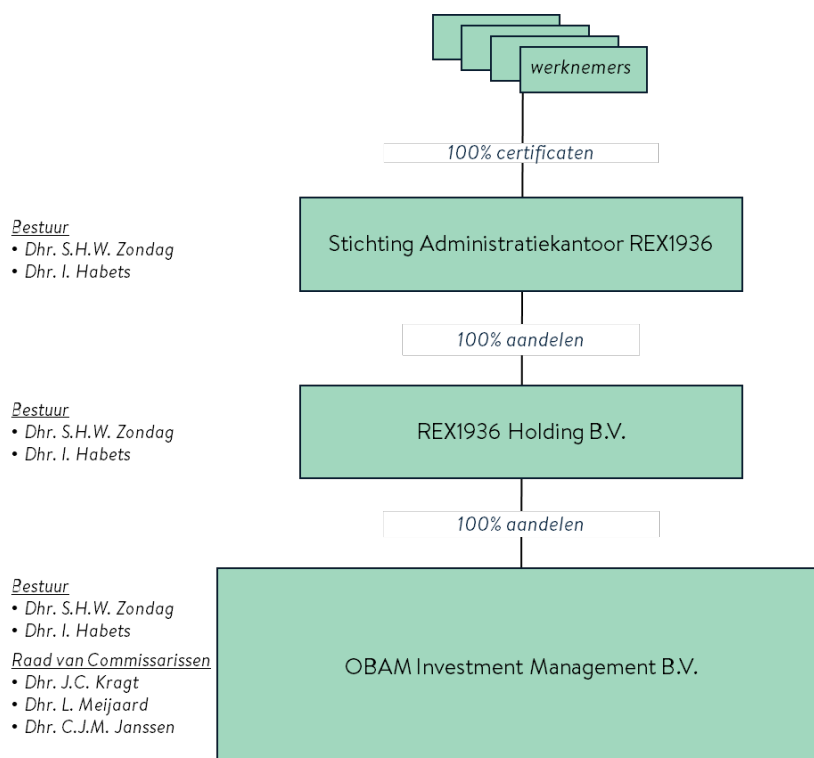 werknemers
100% certificaten
Bestuur
• Dhr. S.H.W. Zondag
• Dhr. I. Habets
Stichting Administratiekantoor REX1936
100% aandelen
Bestuur
• Dhr. S.H.W. Zondag
• Dhr. I. Habets
REX1936 Holding B.V.
100% aandelen
Bestuur
• Dhr. S.H.W. Zondag
• Dhr. I. Habets
Raad van Commissarissen
• Dhr. J.C. Kragt
• Dhr. L. Meijaard
• Dhr. C.J.M. Janssen
OBAM Investment Management B.V.